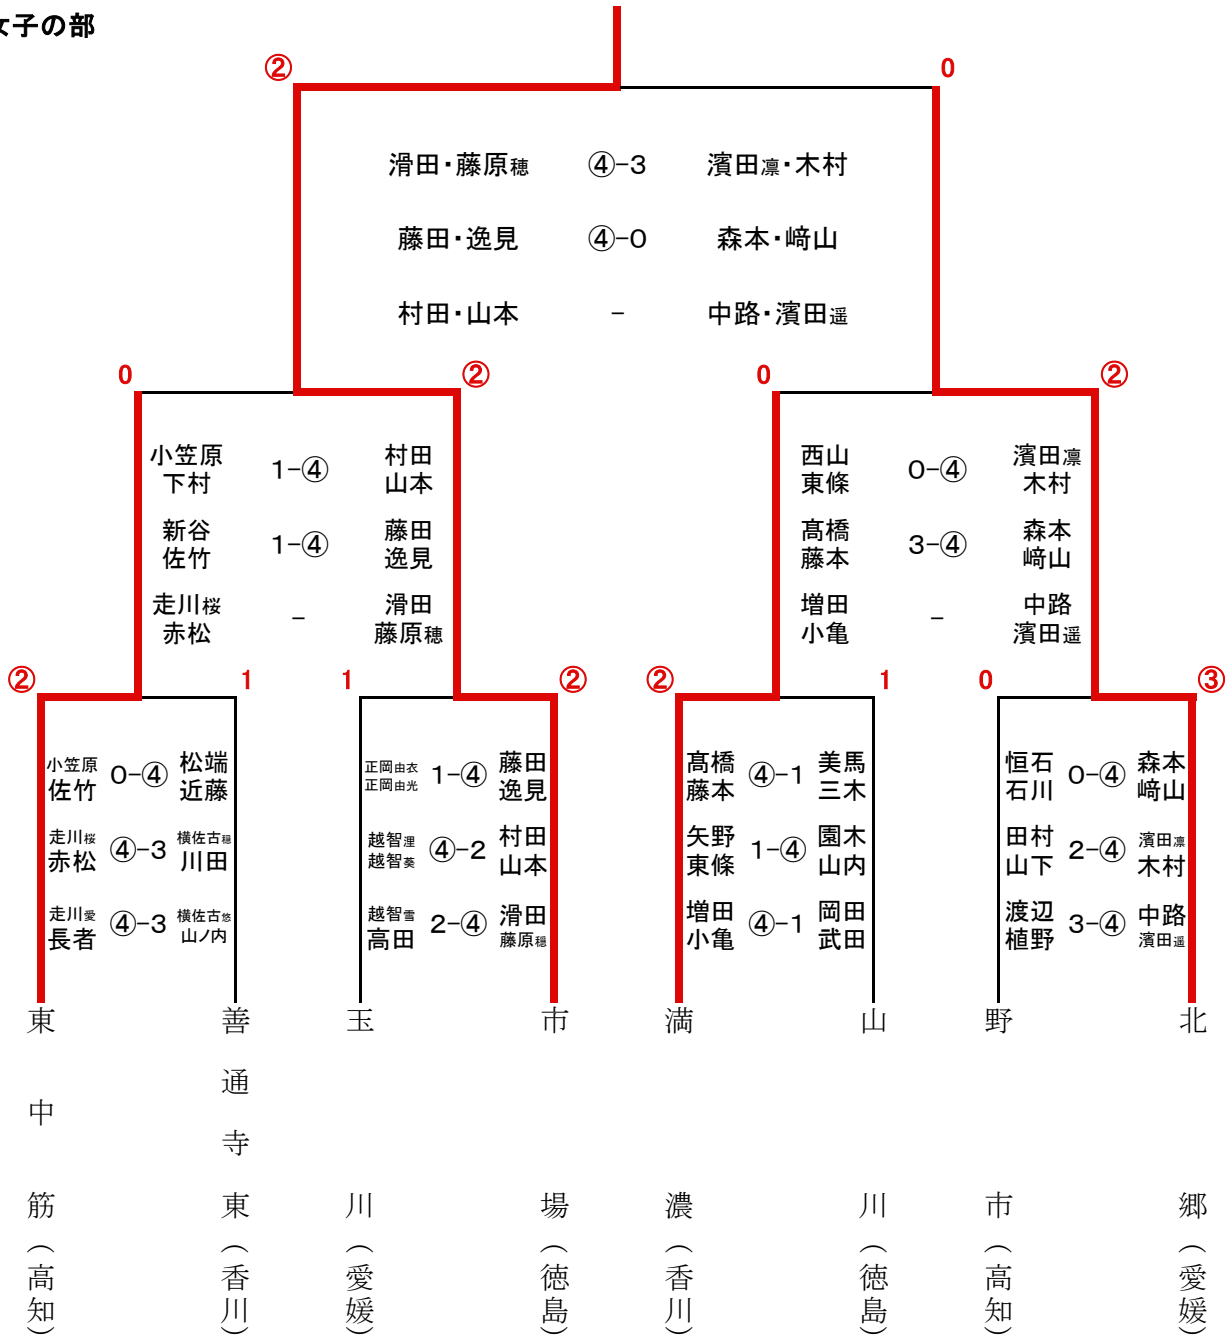 女子の部
② 0
滑田・藤原穂 ④-3 濱田凛・木村
藤田・逸見 ④-0 森本・﨑山
村田・山本 - 中路・濱田遥
0 ② 0 ②
小笠原 下村 1-④ 村田 山本
西山 東條 0-④ 濱田凛 木村
新谷 佐竹 1-④ 藤田 逸見
髙橋 藤本 3-④ 森本 﨑山
走川桜 赤松 - 滑田 藤原穂
増田 小亀 - 中路 濱田遥
② 1 1 ② ② 1 0 ③
小笠原 佐竹 0-④ 松端 近藤
正岡由衣 正岡由光 1-④ 藤田 逸見
髙橋 藤本 ④-1 美馬 三木
恒石 石川 0-④ 森本 﨑山
走川桜 赤松 ④-3 横佐古穏 川田
越智浬 越智葵 ④-2 村田 山本
矢野 東條 1-④ 園木 山内
田村 山下 2-④ 濱田凛 木村
走川愛 長者 ④-3 横佐古悠 山ノ内
越智雪 高田 2-④ 滑田 藤原穏
増田 小亀 ④-1 岡田 武田
渡辺 植野 3-④ 中路 濱田遥
東中筋（高知）
善通寺東（香川）
玉川（愛媛）
市場（徳島）
満濃（香川）
山川（徳島）
野市（高知）
北郷（愛媛）